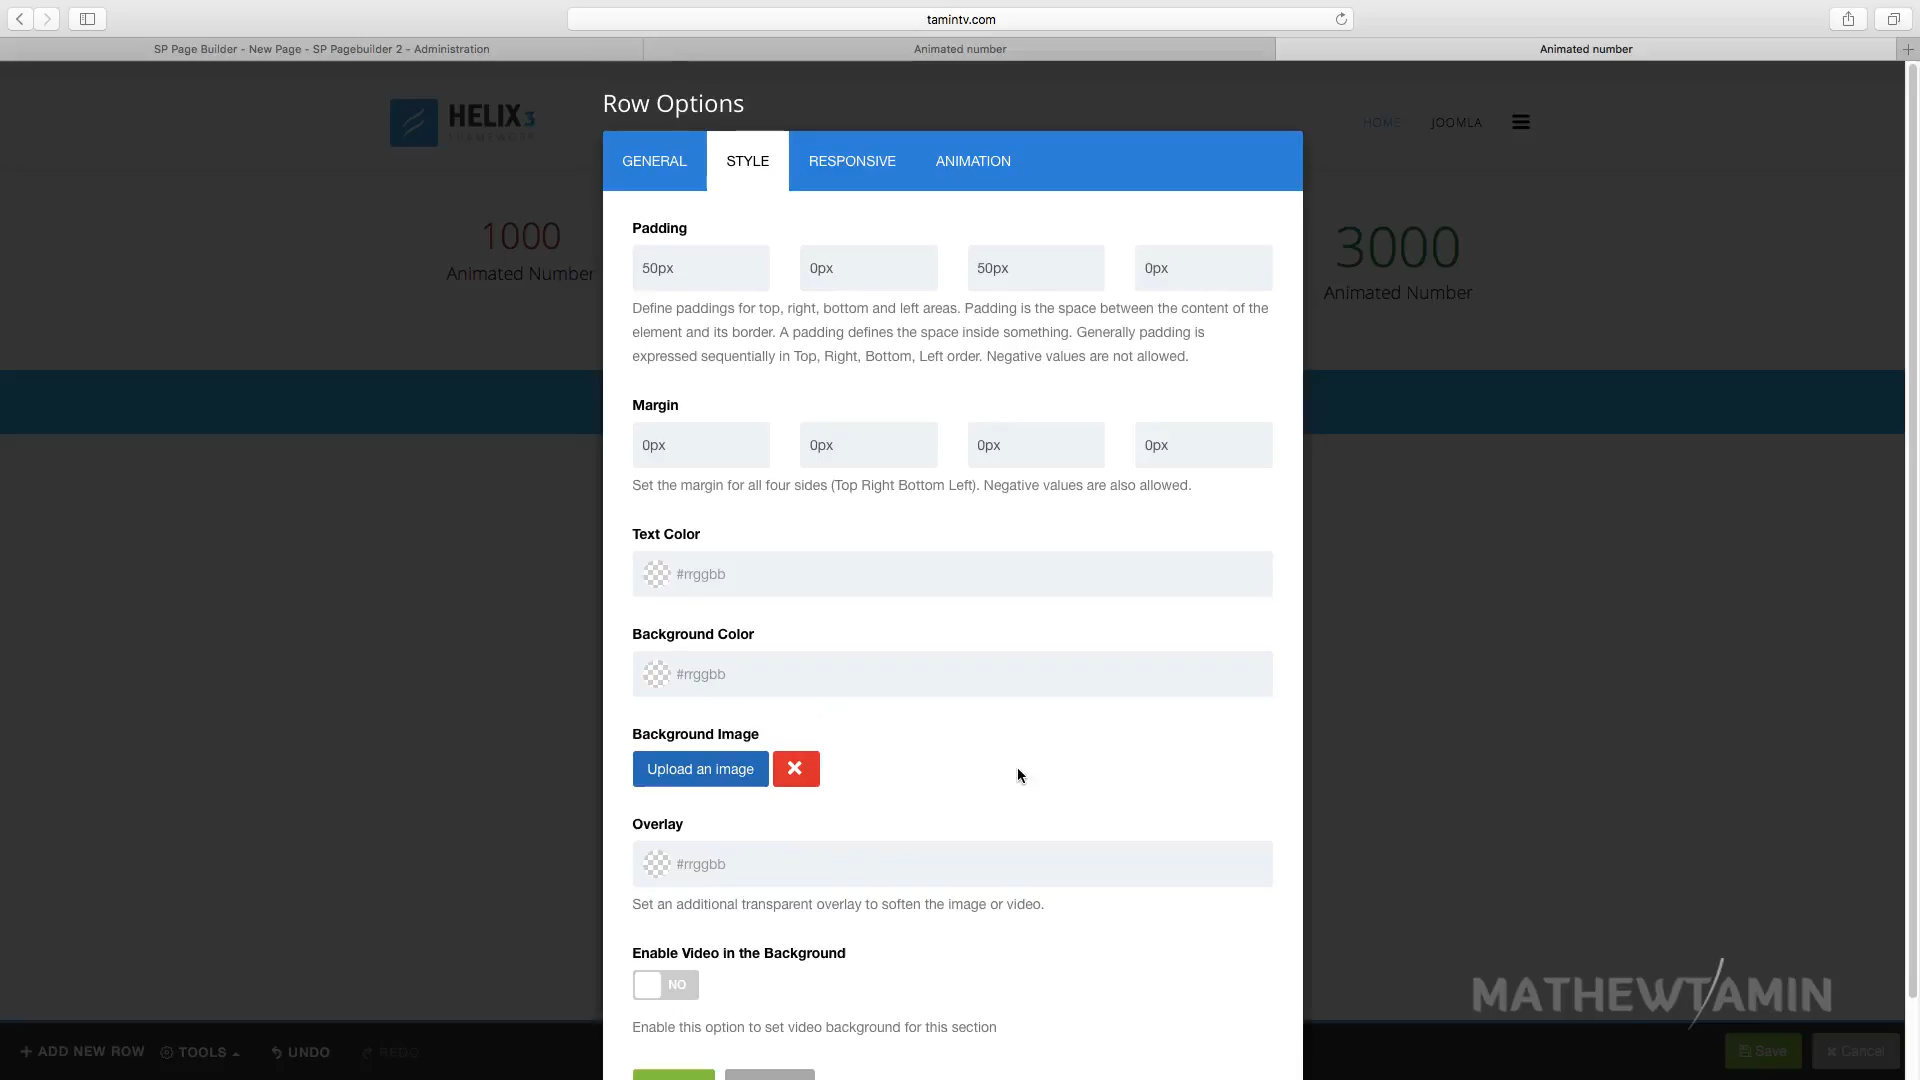 tamintv.com
SP Page Builder - New Page - SP Pagebuilder 2 - Administration
Animated number
Animated number
Row Options
HELIX3
FRAMEWORK
HOME
JOOMLA
GENERAL
STYLE
RESPONSIVE
ANIMATION
1000
Animated Number
3000
Animated Number
Padding
50px
0px
50px
0px
Define paddings for top, right, bottom and left areas. Padding is the space between the content of the
element and its border. A padding defines the space inside something. Generally padding is
expressed sequentially in Top, Right, Bottom, Left order. Negative values are not allowed.
Margin
0px
0px
0px
0px
Set the margin for all four sides (Top Right Bottom Left). Negative values are also allowed.
Text Color
#rrggbb
Background Color
#rrggbb
Background Image
Upload an image
Overlay
#rrggbb
Set an additional transparent overlay to soften the image or video.
Enable Video in the Background
NO
Enable this option to set video background for this section
MATHEWTAMIN
ADD NEW ROW
TOOLS
UNDO
REDO
Save
Cancel